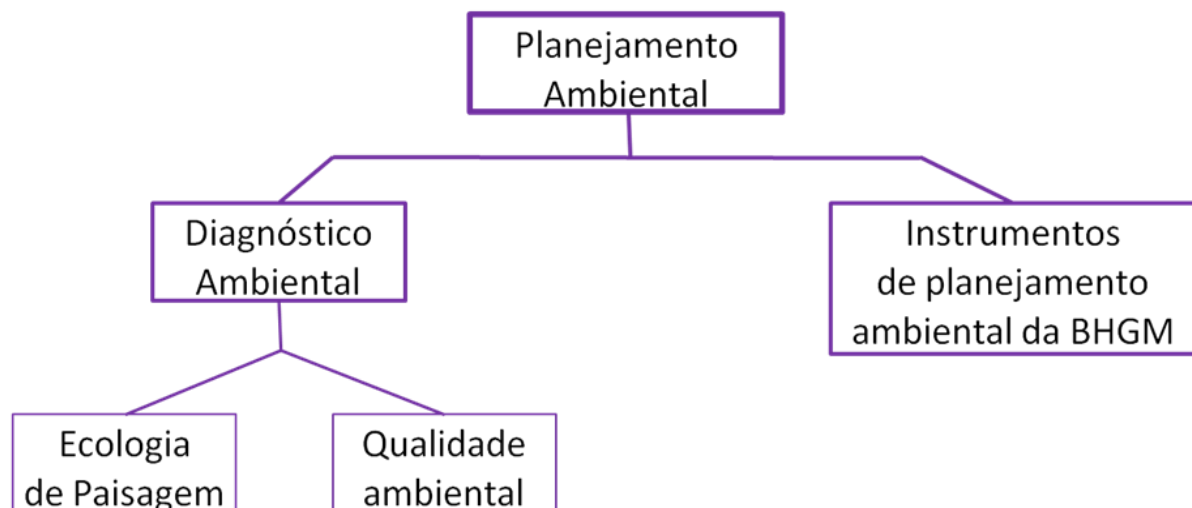 Planejamento
Ambiental
Diagnóstico
Ambiental
Instrumentos
de planejamento
ambiental da BHGM
Ecologia
de Paisagem
Qualidade
ambiental